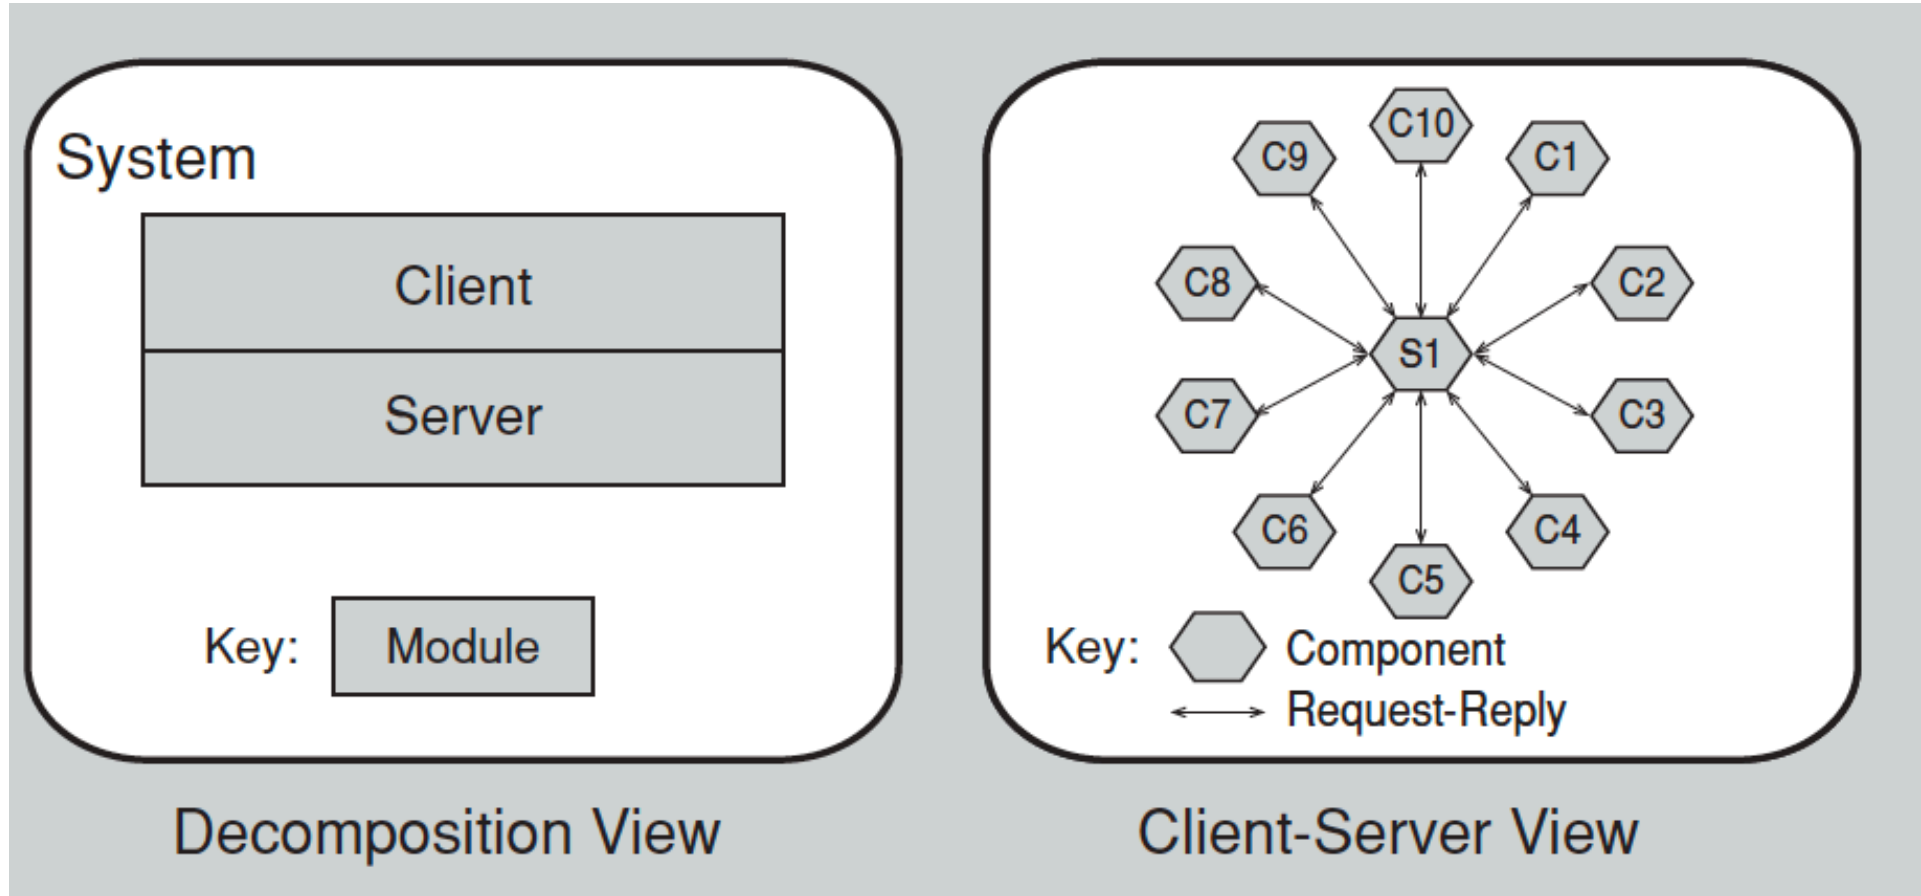 System
Client
Server
Key: Module
Decomposition View
C10
C9
C1
C8
C2
S1
C7
C3
C6
C4
C5
Key: Component
Request-Reply
Client-Server View